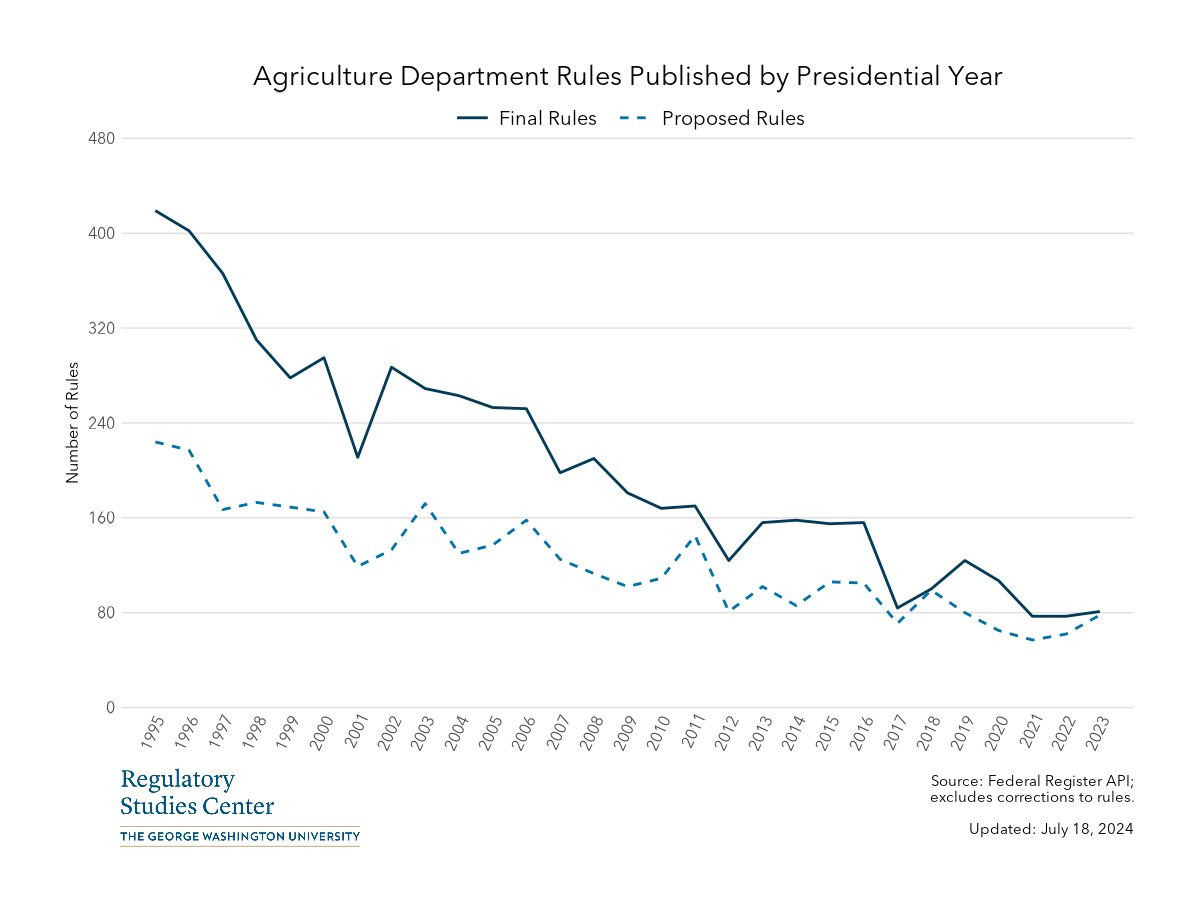 Agriculture Department Rules Published by Presidential Year
Final Rules Proposed Rules
480
400
320
240
160
80
0
Number of Rules
1995 1996 1997 1998 1999 2000 2001 2002 2003 2004 2005 2006 2007 2008 2009 2010 2011 2012 2013 2014 2015 2016 2017 2018 2019 2020 2021 2022 2023
Regulatory
Studies Center
THE GEORGE WASHINGTON UNIVERSITY
Source: Federal Register API;
excludes corrections to rules.
Updated: July 18, 2024